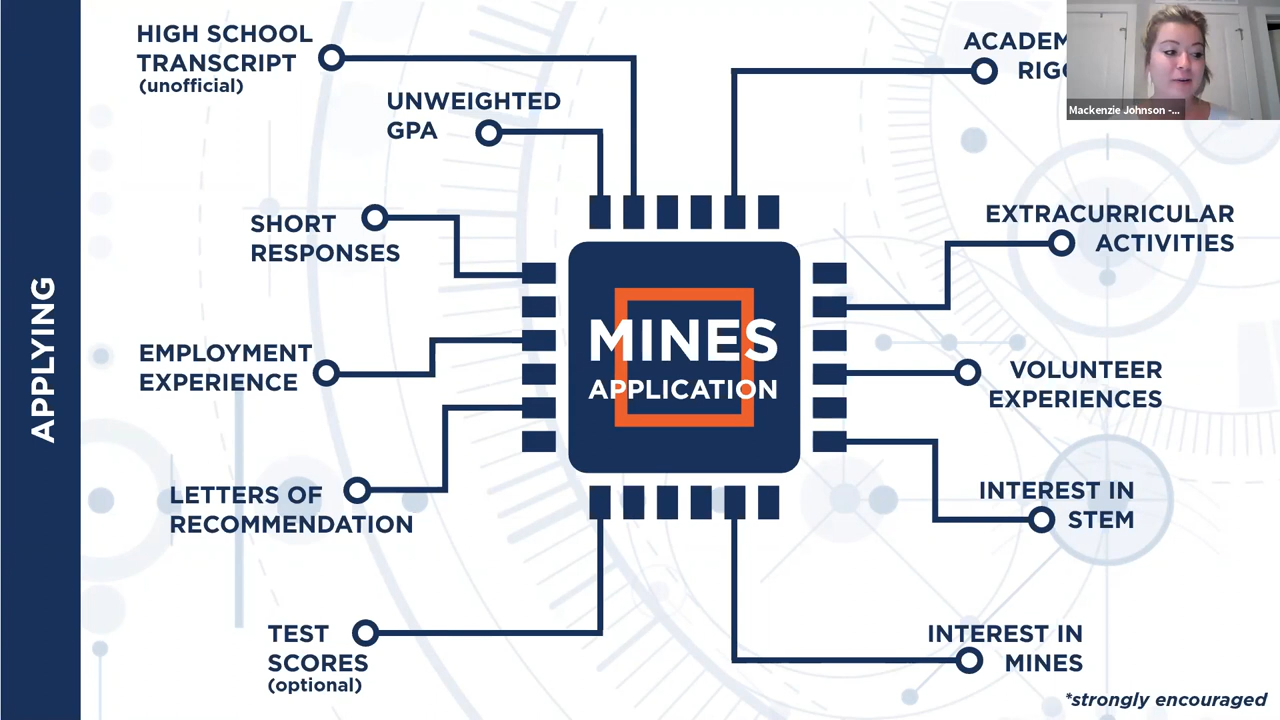 APPLYING
HIGH SCHOOL
TRANSCRIPT
(unofficial)
UNWEIGHTED
GPA
SHORT
RESPONSES
EMPLOYMENT
EXPERIENCE
LETTERS OF
RECOMMENDATION
TEST
SCORES
(optional)
MINES
APPLICATION
Mackenzie Johnson -...
EXTRACURRICULAR
ACTIVITIES
VOLUNTEER
EXPERIENCES
INTEREST IN
STEM
INTEREST IN
MINES
*strongly encouraged